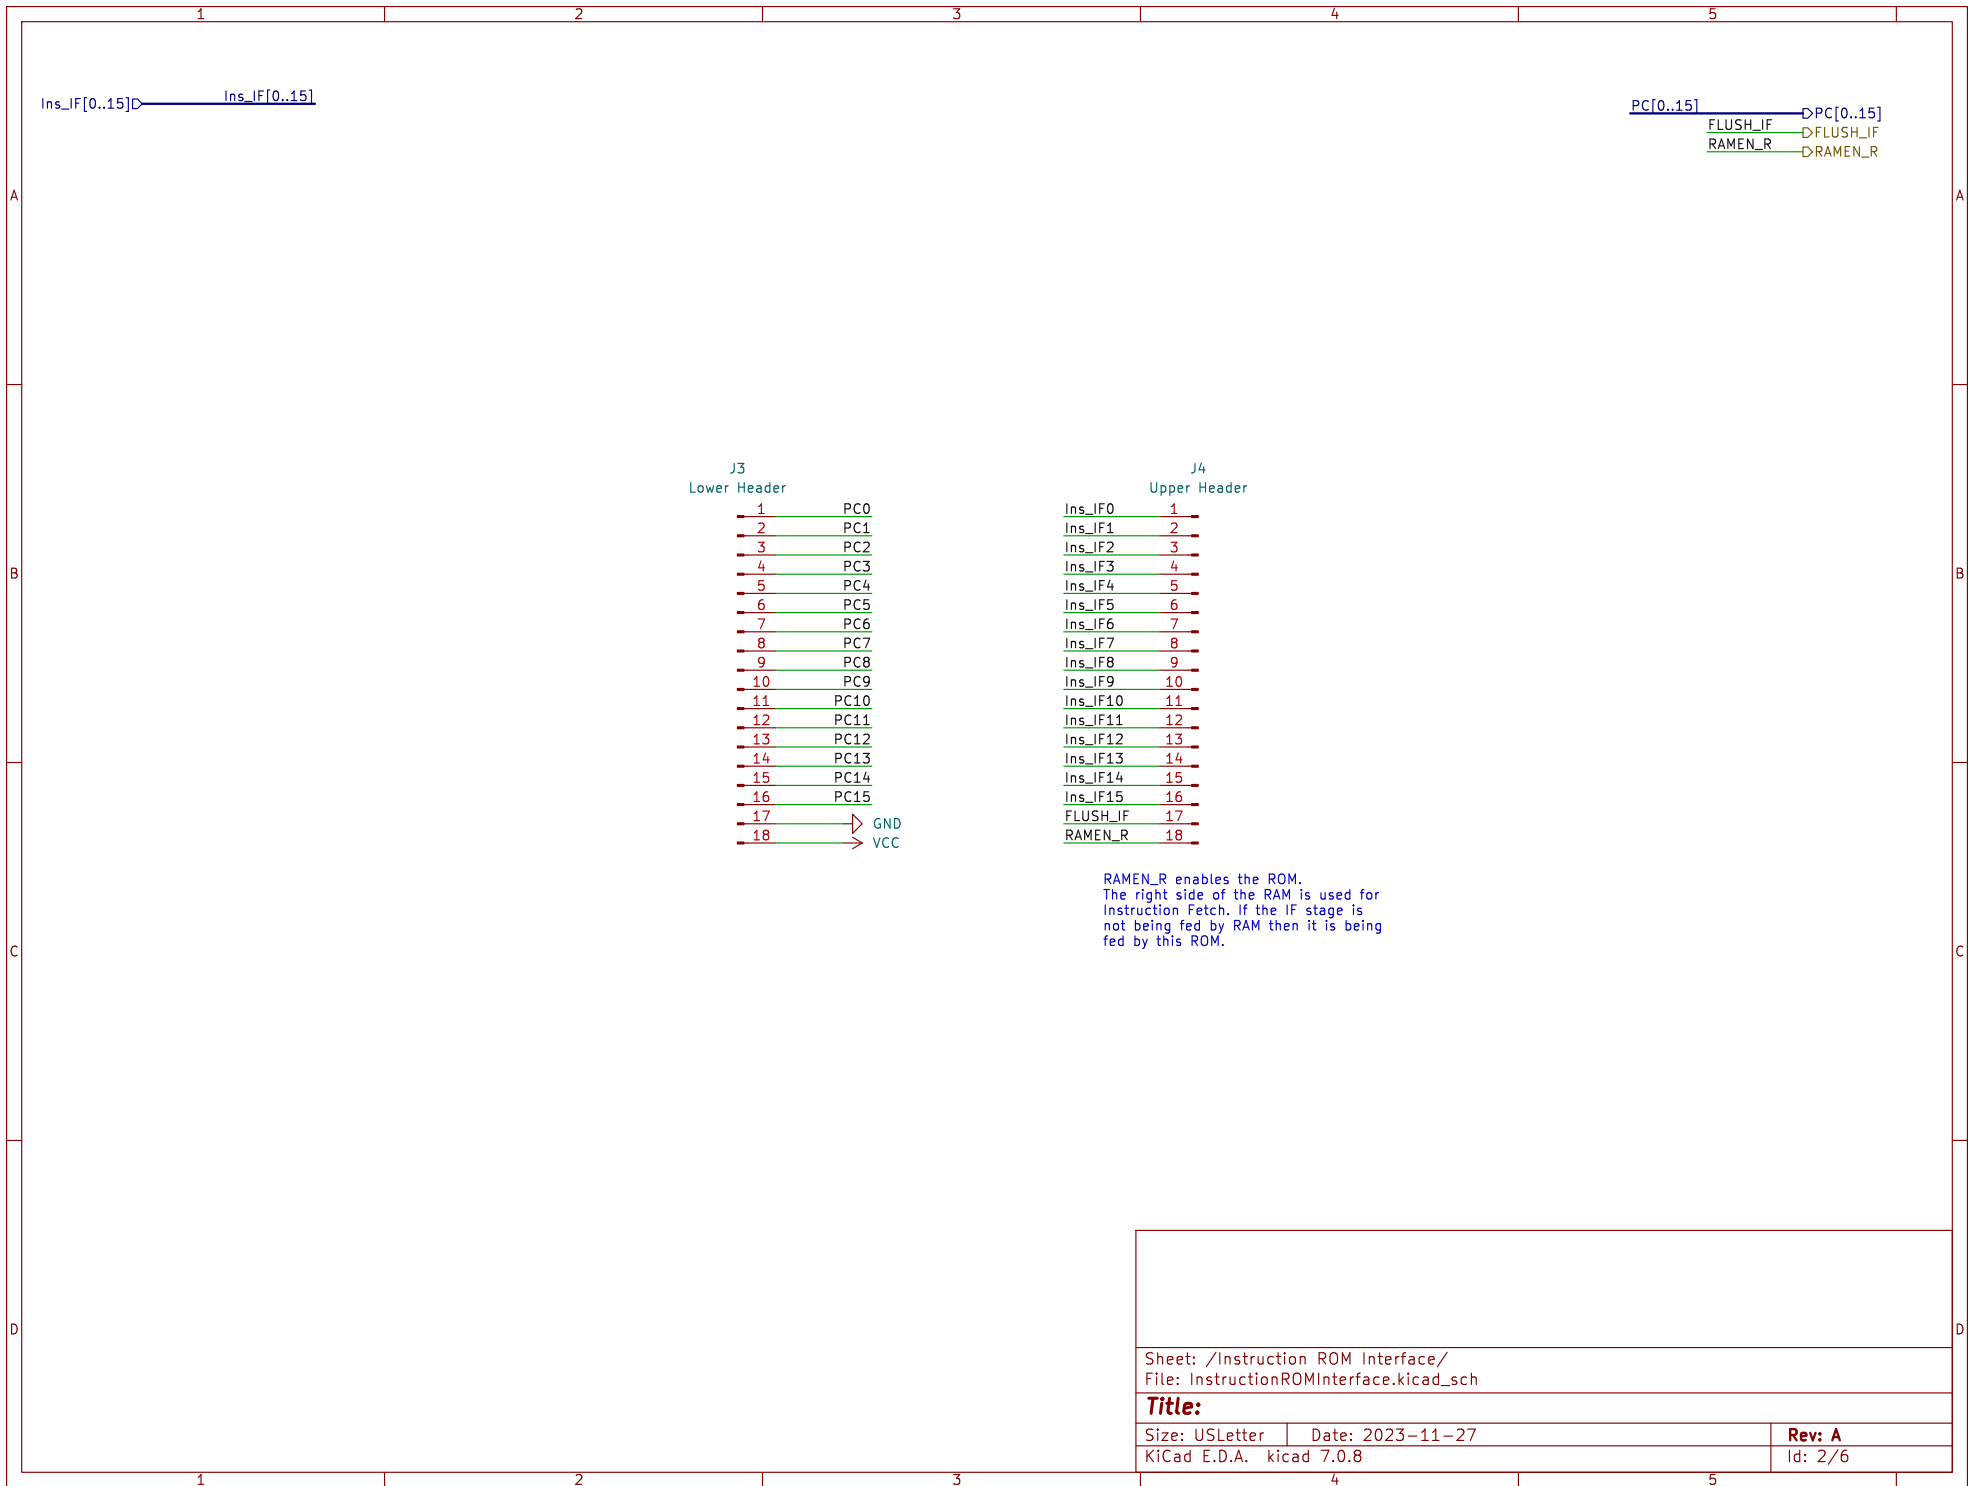 1 2 3 4 5
Ins_IF[0..15] Ins_IF[0..15]
PC[0..15] PC[0..15]
FLUSH_IF FLUSH_IF
RAMEN_R RAMEN_R
A A
J3 J4
Lower Header Upper Header
1 PC0 Ins_IF0 1
2 PC1 Ins_IF1 2
3 PC2 Ins_IF2 3
4 PC3 Ins_IF3 4
B B
5 PC4 Ins_IF4 5
6 PC5 Ins_IF5 6
7 PC6 Ins_IF6 7
8 PC7 Ins_IF7 8
9 PC8 Ins_IF8 9
10 PC9 Ins_IF9 10
11 PC10 Ins_IF10 11
12 PC11 Ins_IF11 12
13 PC12 Ins_IF12 13
14 PC13 Ins_IF13 14
15 PC14 Ins_IF14 15
16 PC15 Ins_IF15 16
17 GND FLUSH_IF 17
18 VCC RAMEN_R 18
RAMEN_R enables the ROM.
The right side of the RAM is used for
Instruction Fetch. If the IF stage is
not being fed by RAM then it is being
fed by this ROM.
C C
D D
Sheet: /Instruction ROM Interface/
File: InstructionROMInterface.kicad_sch
Title:
Size: USLetter Date: 2023-11-27 Rev: A
KiCad E.D.A. kicad 7.0.8 Id: 2/6
1 2 3 4 5